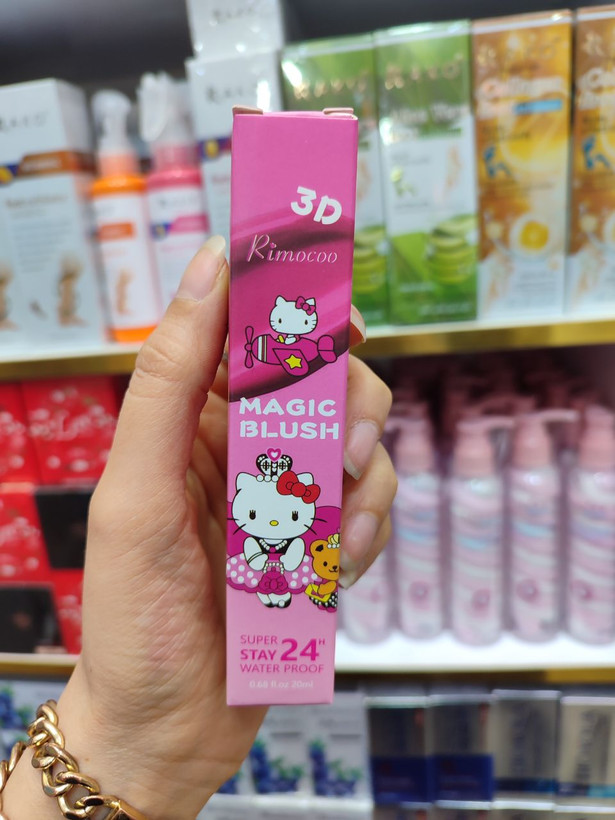 3D
Rimocoo
MAGIC
BLUSH
SUPER
STAY 24H
WATER PROOF
0.68 fl.oz 20ml